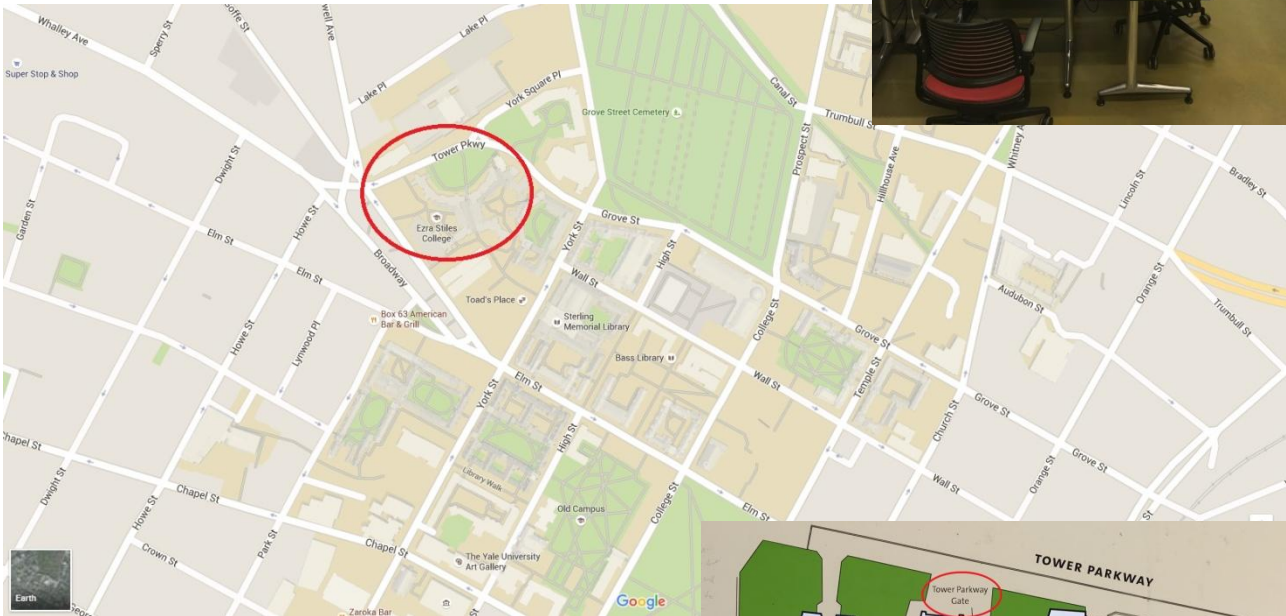 Goffe St
Sperry St
Whalley Ave
Lake Pl
Super Stop & Shop
Lake Pl
York Square Pl
Canal St
Grove Street Cemetery
Trumbull St
Dwight St
Tower Pkwy
Prospect St
Hillhouse Ave
Whitney A
Lincoln St
Bradley St
Garden St
Howe St
Elm St
Ezra Stiles
College
York St
Grove St
High St
Broadway
Wall St
Elm St
Toad's Place
Box 63 American
Bar & Grill
Sterling
Memorial Library
College St
Audubon St
Orange St
Trumbull St
Howe St
Lynwood Pl
Bass Library
Grove St
Temple St
Wall St
Elm St
York St
Church St
Grove St
Chapel St
High St
Library Walk
Orange St
Grove St
Dwight St
Howe St
Chapel St
Park St
Old Campus
College St
Wall St
Elm St
St
Crown St
Chapel St
The Yale University
Art Gallery
TOWER PARKWAY
Tower Parkway
Gate
Earth
Geor
Zaroka Bar
Google